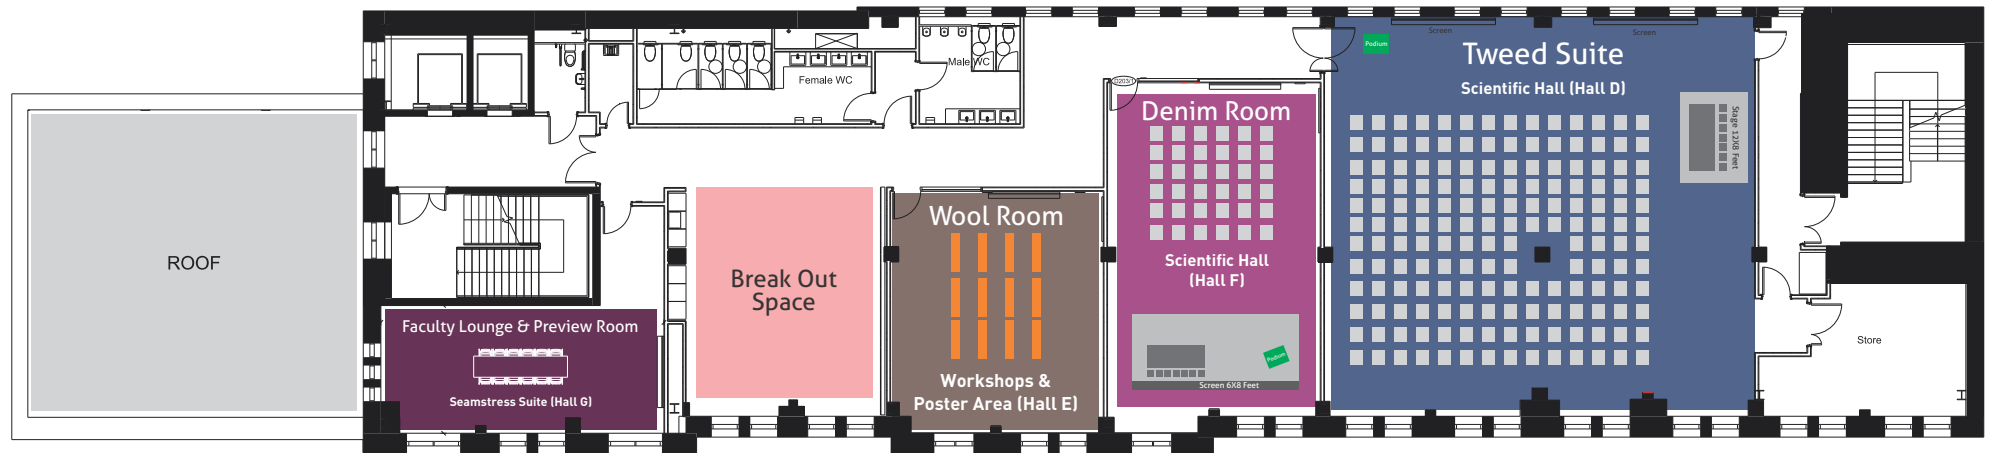 ROOF
Faculty Lounge & Preview Room
Seamstress Suite (Hall G)
Break Out
Space
Female WC
Male WC
Wool Room
Workshops &
Poster Area (Hall E)
D203/1
Denim Room
Scientific Hall
(Hall F)
Podium
Screen 6X8 Feet
Screen
Screen
Podium
Tweed Suite
Scientific Hall (Hall D)
Stage 12X8 Feet
Store